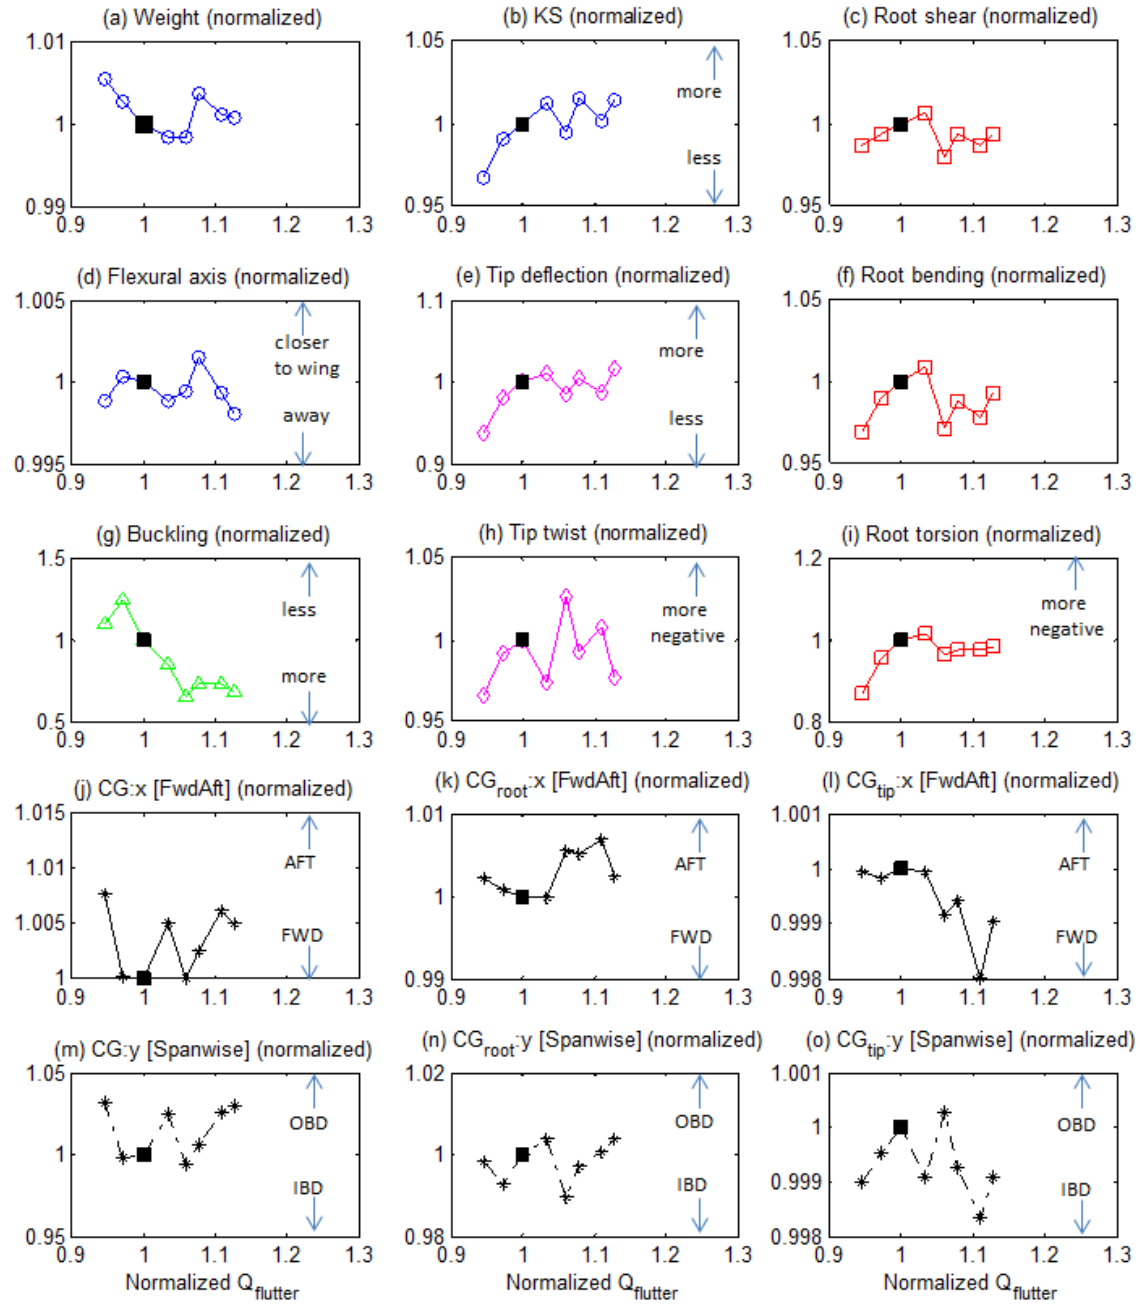 (a) Weight (normalized)
(b) KS (normalized)
(c) Root shear (normalized)
1.01
1
0.99
0.9 1 1.1 1.2 1.3
1.05
1
0.95
more
less
0.9 1 1.1 1.2 1.3
1.05
1
0.95
0.9 1 1.1 1.2 1.3
(d) Flexural axis (normalized)
(e) Tip deflection (normalized)
(f) Root bending (normalized)
1.005
1
0.995
closer
to wing
away
0.9 1 1.1 1.2 1.3
1.1
1
0.9
more
less
0.9 1 1.1 1.2 1.3
1.05
1
0.95
0.9 1 1.1 1.2 1.3
(g) Buckling (normalized)
(h) Tip twist (normalized)
(i) Root torsion (normalized)
1.5
1
0.5
less
more
0.9 1 1.1 1.2 1.3
1.05
1
0.95
more
negative
0.9 1 1.1 1.2 1.3
1.2
1
0.8
more
negative
0.9 1 1.1 1.2 1.3
(j) CG:x [FwdAft] (normalized)
(k) CGroot:x [FwdAft] (normalized)
(l) CGtip:x [FwdAft] (normalized)
1.015
1.01
1.005
1
AFT
FWD
0.9 1 1.1 1.2 1.3
1.01
1
0.99
AFT
FWD
0.9 1 1.1 1.2 1.3
1.001
1
0.999
0.998
AFT
FWD
0.9 1 1.1 1.2 1.3
(m) CG:y [Spanwise] (normalized)
(n) CGroot:y [Spanwise] (normalized)
(o) CGtip:y [Spanwise] (normalized)
1.05
1
0.95
OBD
IBD
0.9 1 1.1 1.2 1.3
Normalized Qflutter
1.02
1
0.98
OBD
IBD
0.9 1 1.1 1.2 1.3
Normalized Qflutter
1.001
1
0.999
0.998
OBD
IBD
0.9 1 1.1 1.2 1.3
Normalized Qflutter